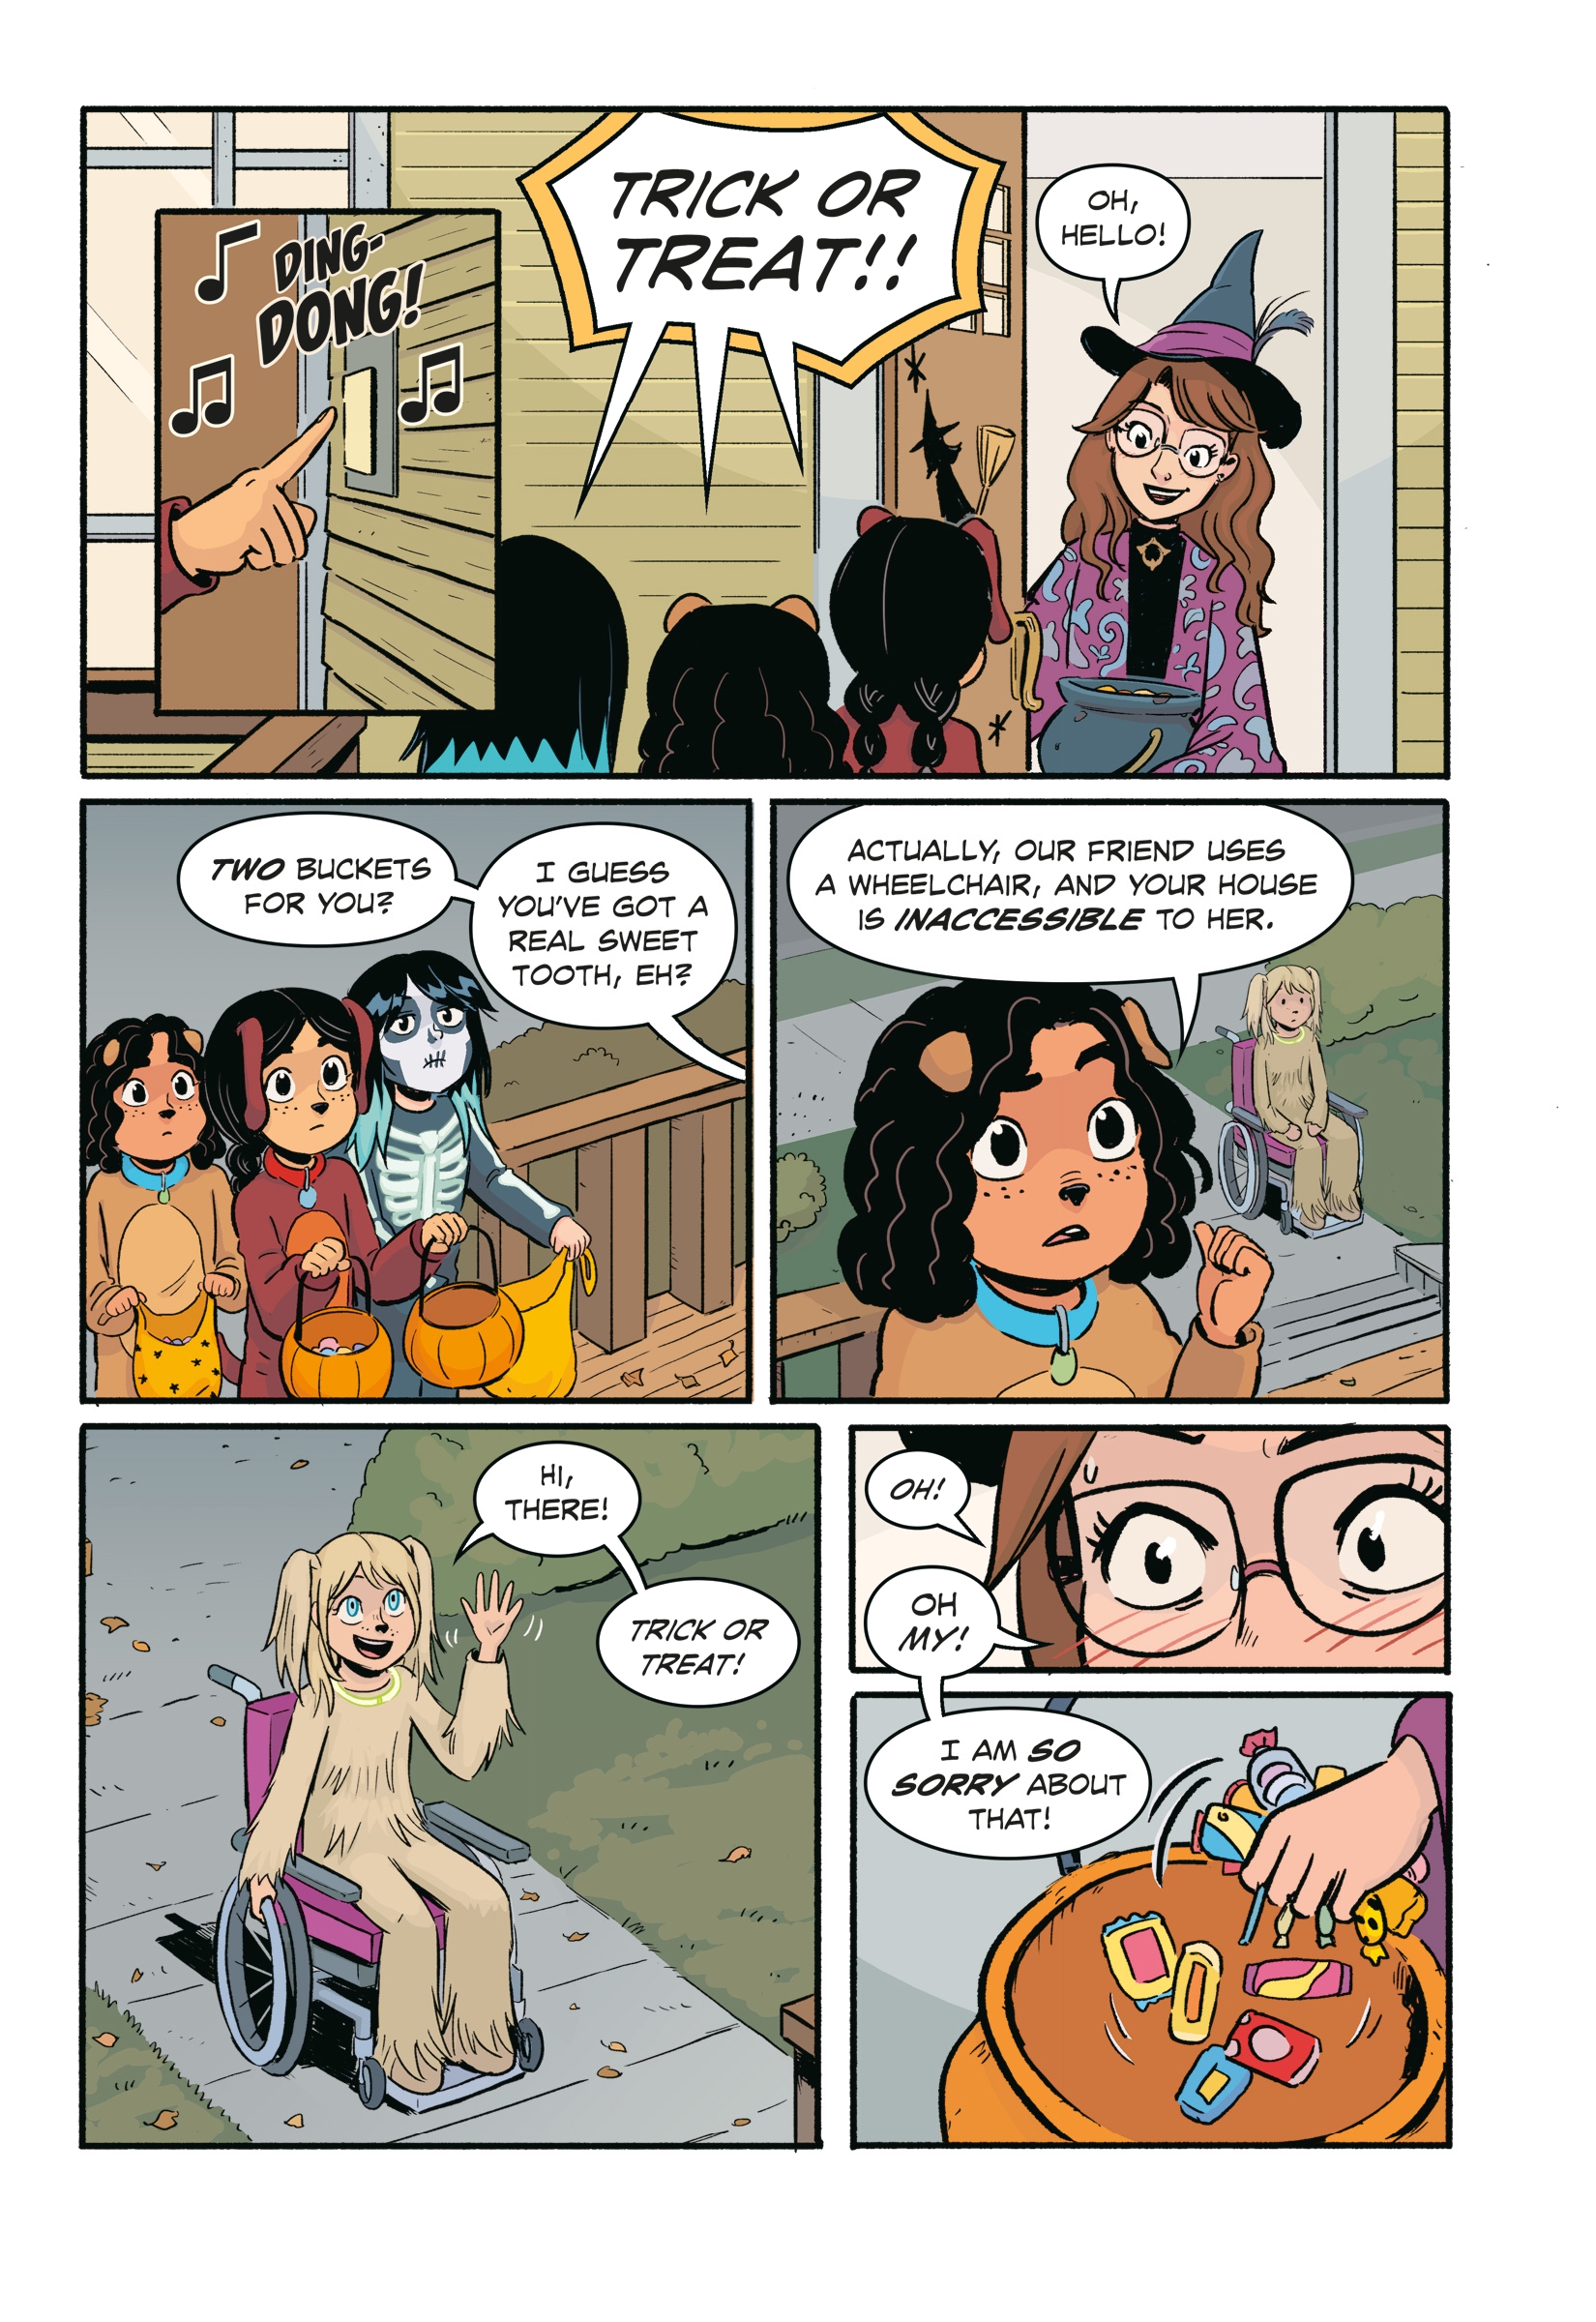 DING-
DONG!
TRICK OR
TREAT!!
OH,
HELLO!
TWO BUCKETS
FOR YOU?
I GUESS
YOU'VE GOT A
REAL SWEET
TOOTH, EH?
ACTUALLY, OUR FRIEND USES
A WHEELCHAIR, AND YOUR HOUSE
IS INACCESSIBLE TO HER.
HI,
THERE!
TRICK OR
TREAT!
OH!
OH
MY!
I AM SO
SORRY ABOUT
THAT!